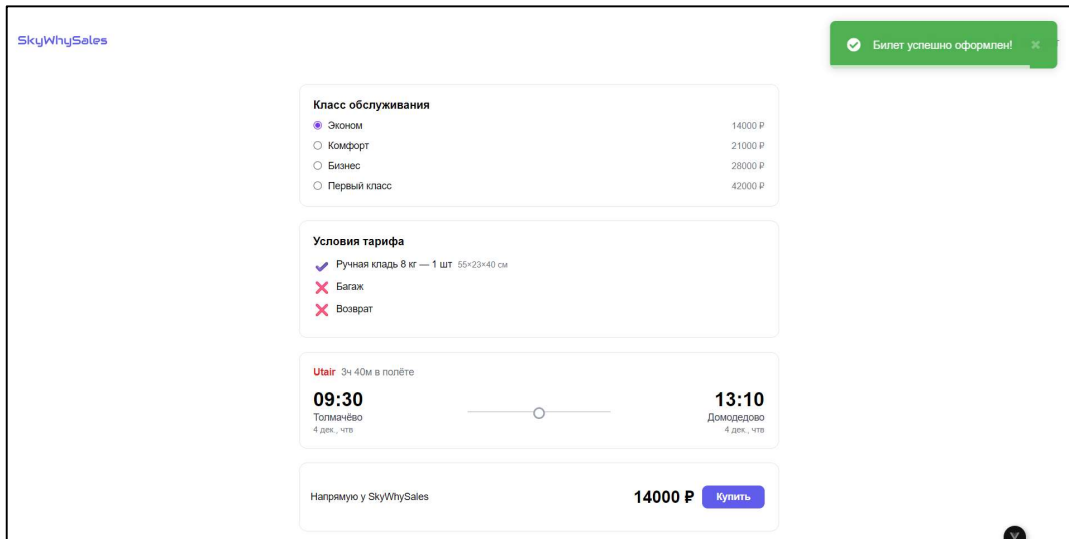 SkyWhySales
Билет успешно оформлен!
Класс обслуживания
Эконом 14000 ₽
Комфорт 21000 ₽
Бизнес 28000 ₽
Первый класс 42000 ₽
Условия тарифа
Ручная кладь 8 кг — 1 шт 55×23×40 см
Багаж
Возврат
Utair 3ч 40м в полёте
09:30 13:10
Толмачёво Домодедово
4 дек., чтв 4 дек., чтв
Напрямую у SkyWhySales 14000 ₽ Купить